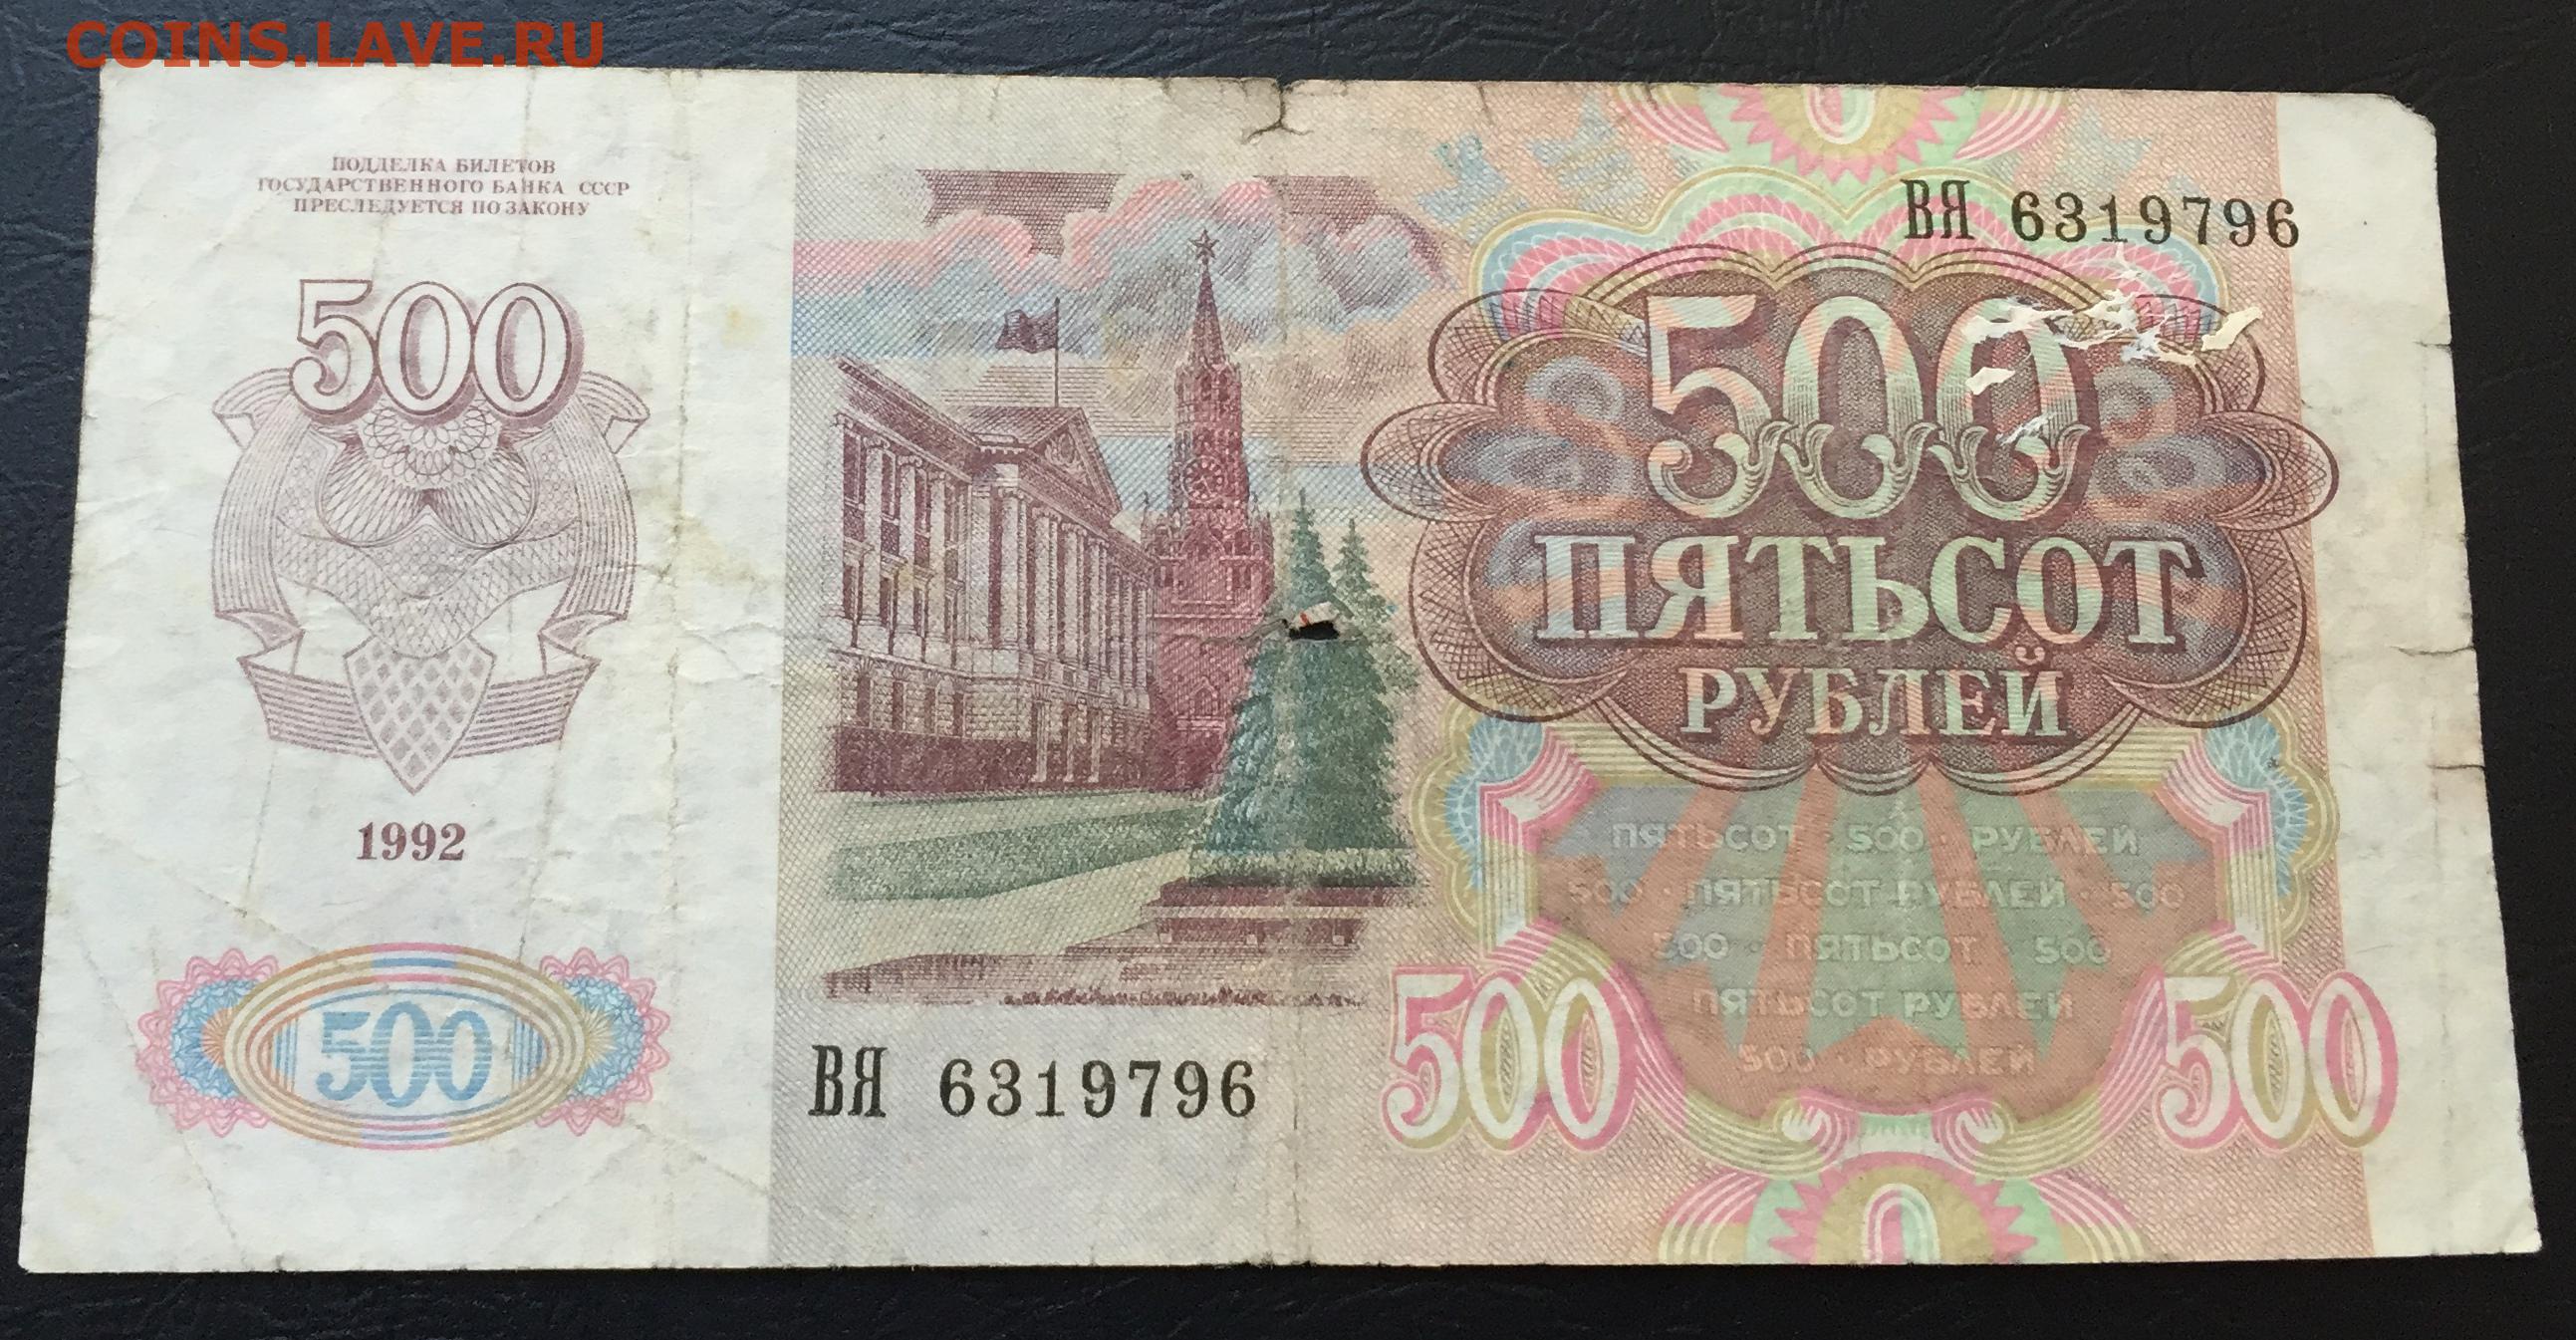 COINS.LAVE.RU
ПОДДЕЛКА БИЛЕТОВ
ГОСУДАРСТВЕННОГО БАНКА СССР
ПРЕСЛЕДУЕТСЯ ПО ЗАКОНУ
500
1992
500
ВЯ 6319796
ВЯ 6319796
500
ПЯТЬСОТ
РУБЛЕЙ
ПЯТЬСОТ · 500 · РУБЛЕЙ
500 · ПЯТЬСОТ РУБЛЕЙ · 500
500 · ПЯТЬСОТ 500
ПЯТЬСОТ РУБЛЕЙ
500 · РУБЛЕЙ
500 500